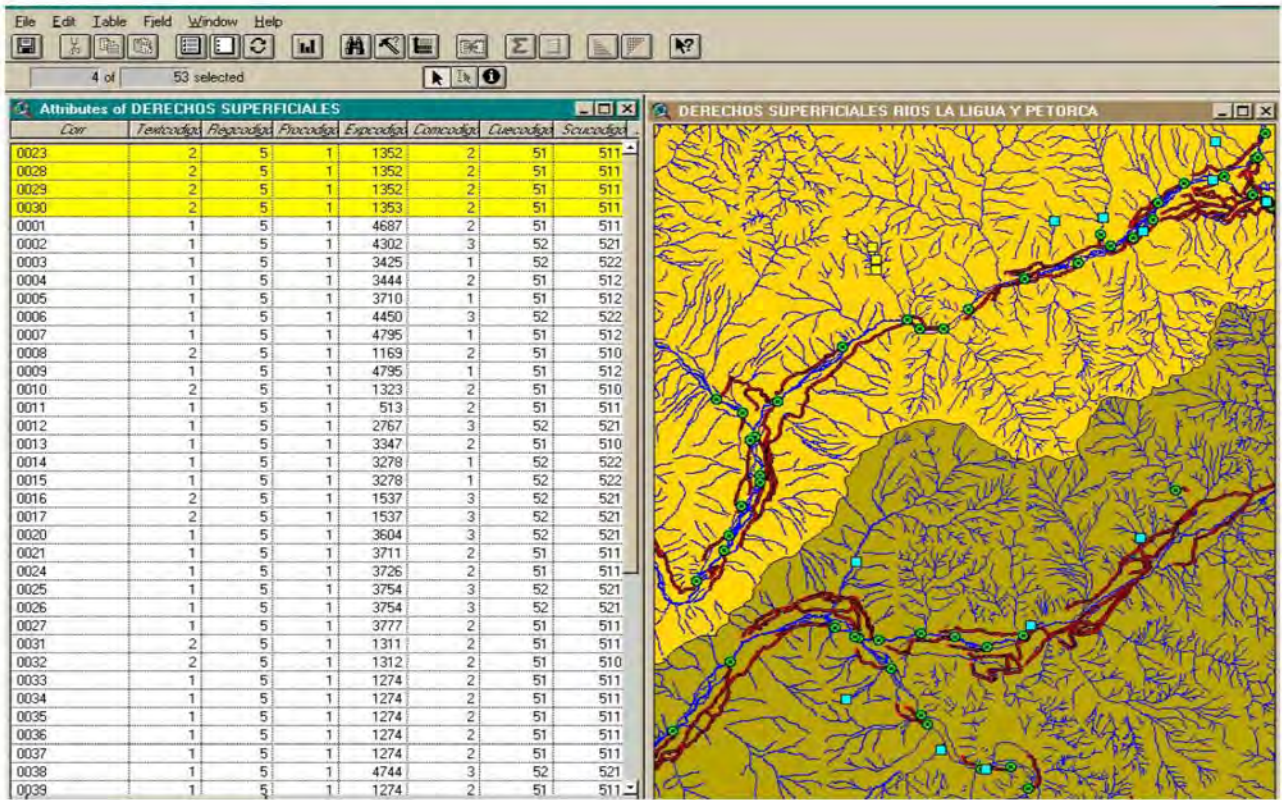 File Edit Table Field Window Help
4 of 53 selected
Attributes of DERECHOS SUPERFICIALES
Corr Textcodigo Regcodigo Procodigo Expcodigo Comcodigo Cuecodigo Scucodigo
0023 2 5 1 1352 2 51 511
0028 2 5 1 1352 2 51 511
0029 2 5 1 1352 2 51 511
0030 2 5 1 1353 2 51 511
0001 1 5 1 4687 2 51 511
0002 1 5 1 4302 3 52 521
0003 1 5 1 3425 1 52 522
0004 1 5 1 3444 2 51 512
0005 1 5 1 3710 1 51 512
0006 1 5 1 4450 3 52 522
0007 1 5 1 4795 1 51 512
0008 2 5 1 1169 2 51 510
0009 1 5 1 4795 1 51 512
0010 2 5 1 1323 2 51 510
0011 1 5 1 513 2 51 511
0012 1 5 1 2767 3 52 521
0013 1 5 1 3347 2 51 510
0014 1 5 1 3278 1 52 522
0015 1 5 1 3278 1 52 522
0016 2 5 1 1537 3 52 521
0017 2 5 1 1537 3 52 521
0020 1 5 1 3604 3 52 521
0021 1 5 1 3711 2 51 511
0024 1 5 1 3726 2 51 511
0025 1 5 1 3754 3 52 521
0026 1 5 1 3754 3 52 521
0027 1 5 1 3777 2 51 511
0031 2 5 1 1311 2 51 511
0032 2 5 1 1312 2 51 510
0033 1 5 1 1274 2 51 511
0034 1 5 1 1274 2 51 511
0035 1 5 1 1274 2 51 511
0036 1 5 1 1274 2 51 511
0037 1 5 1 1274 2 51 511
0038 1 5 1 4744 3 52 521
0039 1 5 1 1274 2 51 511
DERECHOS SUPERFICIALES RIOS LA LIGUA Y PETORCA